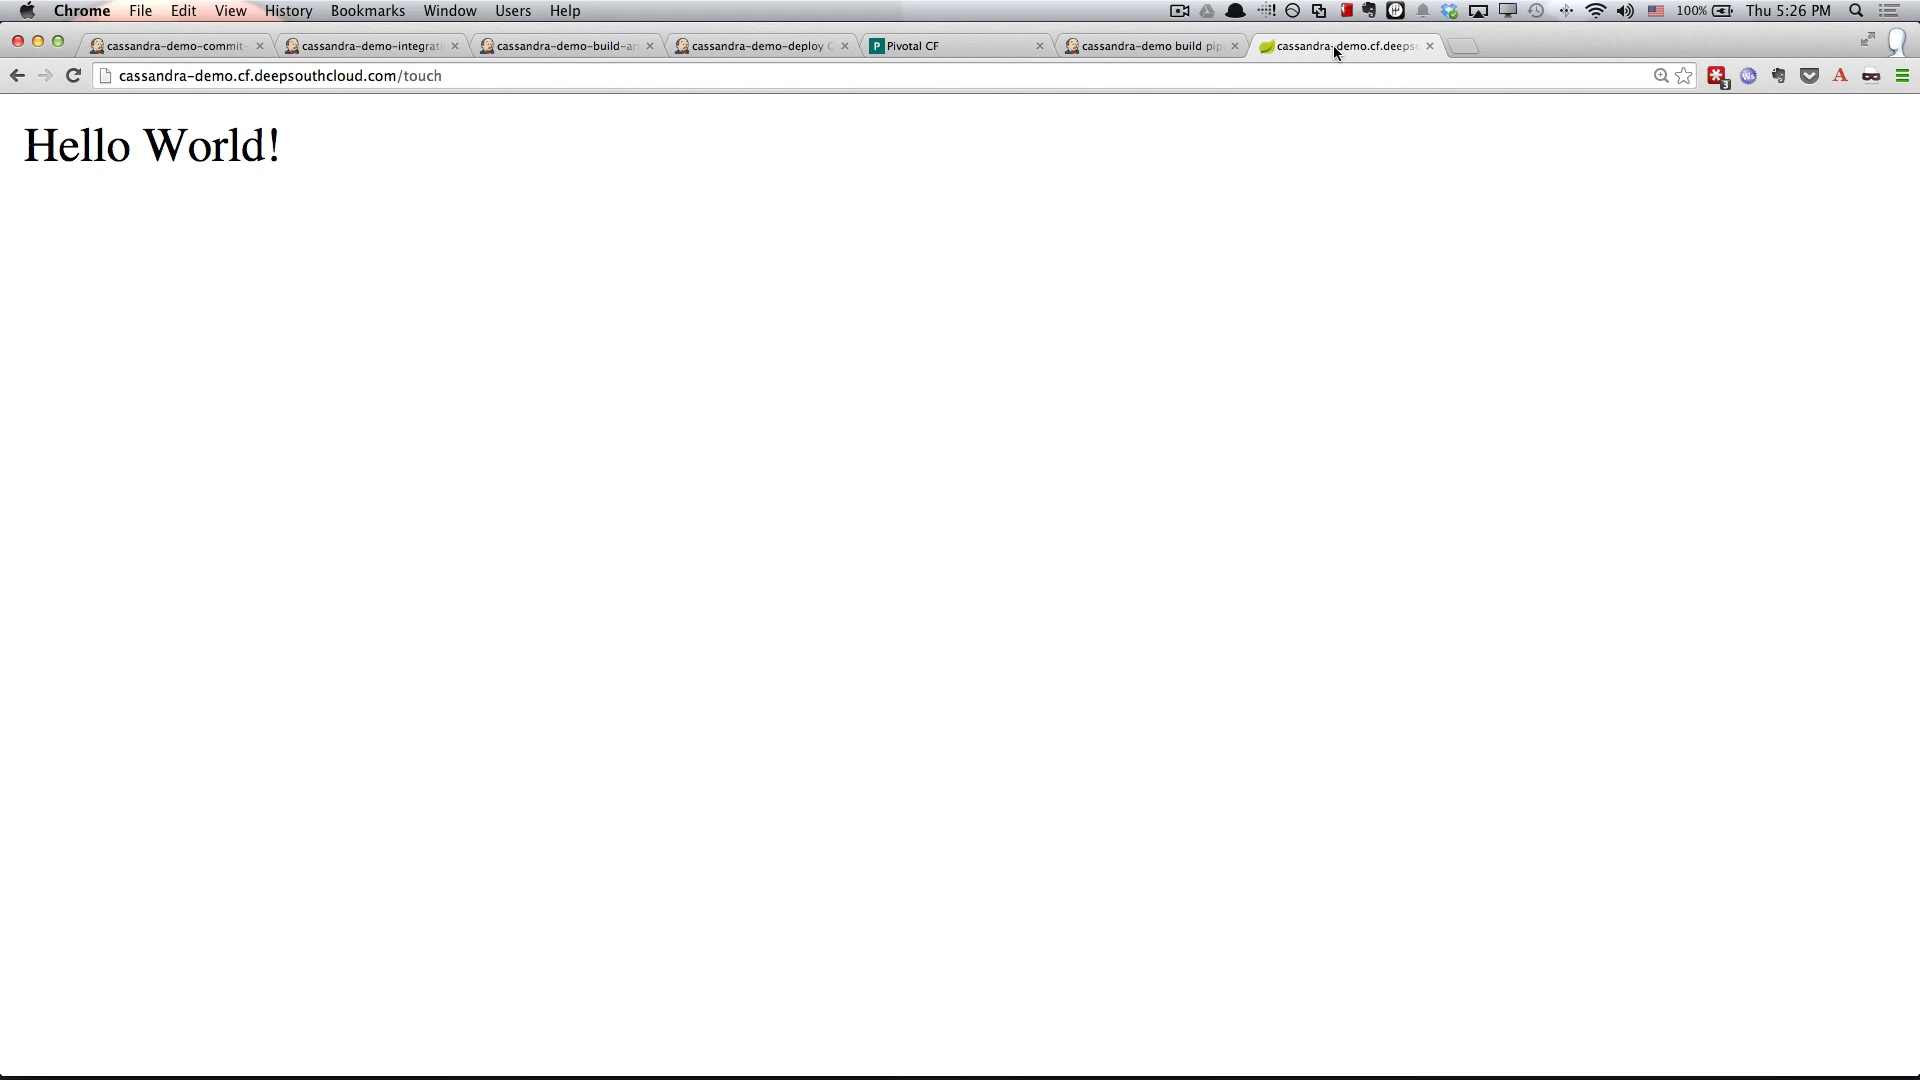 Chrome File Edit View History Bookmarks Window Users Help 100% Thu 5:26 PM
cassandra-demo-commit- cassandra-demo-integrati cassandra-demo-build-ar P Pivotal CF cassandra-demo-deploy C cassandra-demo build pip cassandra-demo.cf.deeps
cassandra-demo.cf.deepsouthcloud.com/touch 3 A
Hello World!